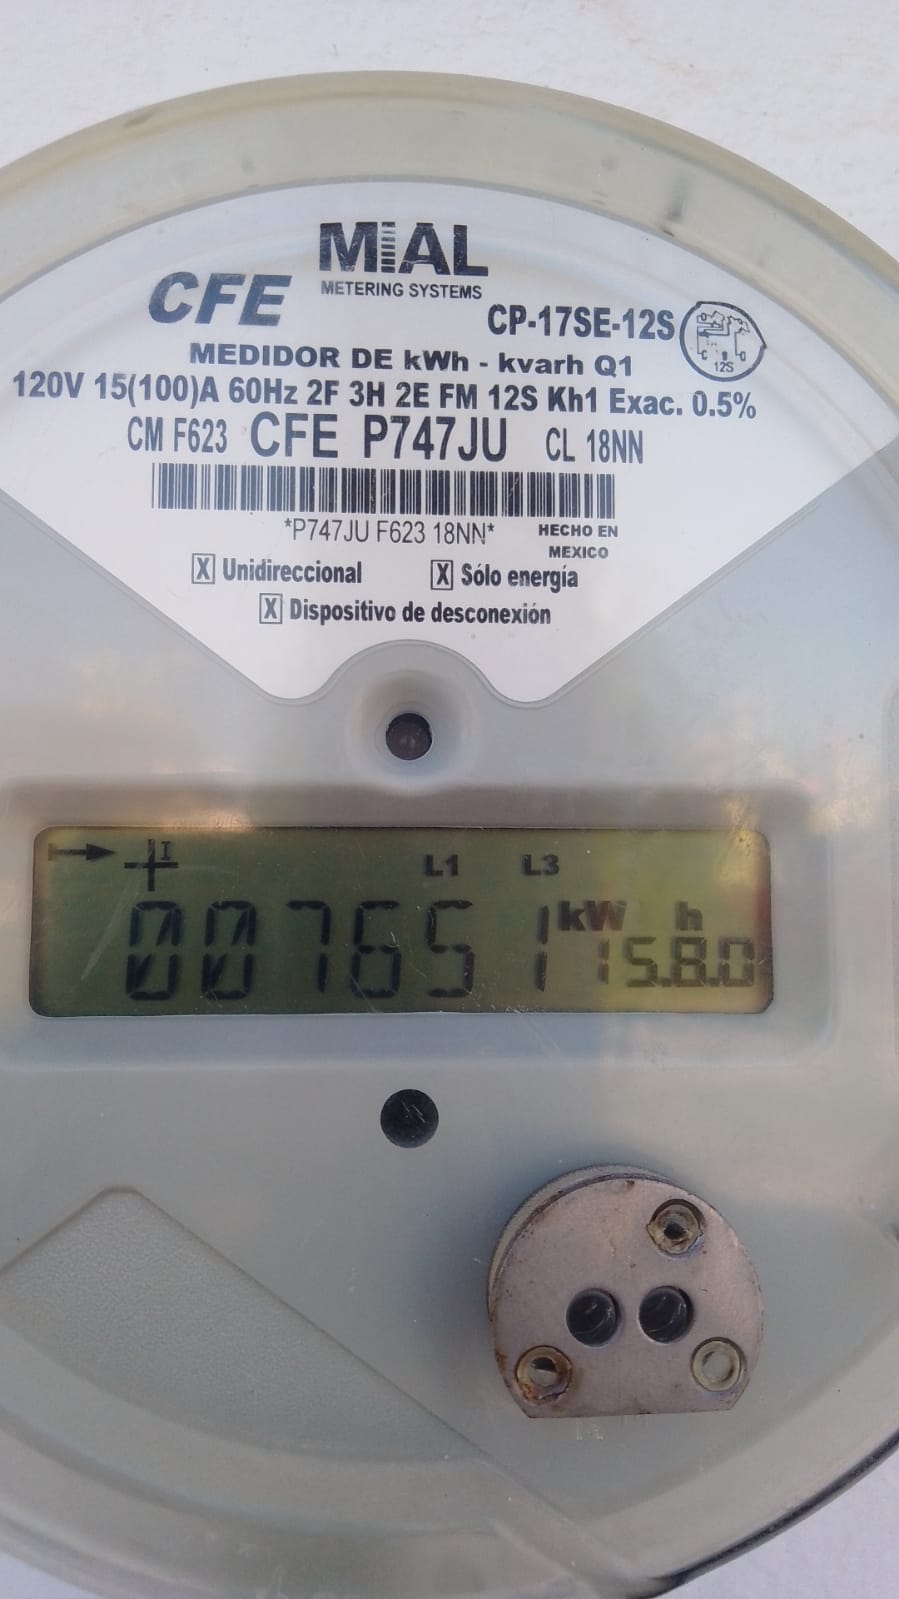 MIAL
METERING SYSTEMS
CFE
CP-17SE-12S
12S
MEDIDOR DE kWh - kvarh Q1
120V 15(100)A 60Hz 2F 3H 2E FM 12S Kh1 Exac. 0.5%
CM F623 CFE P747JU CL 18NN
*P747JU F623 18NN*
HECHO EN
MEXICO
X Unidireccional X Sólo energía
X Dispositivo de desconexión
I L1 L3
007651 kW h 15.8.0